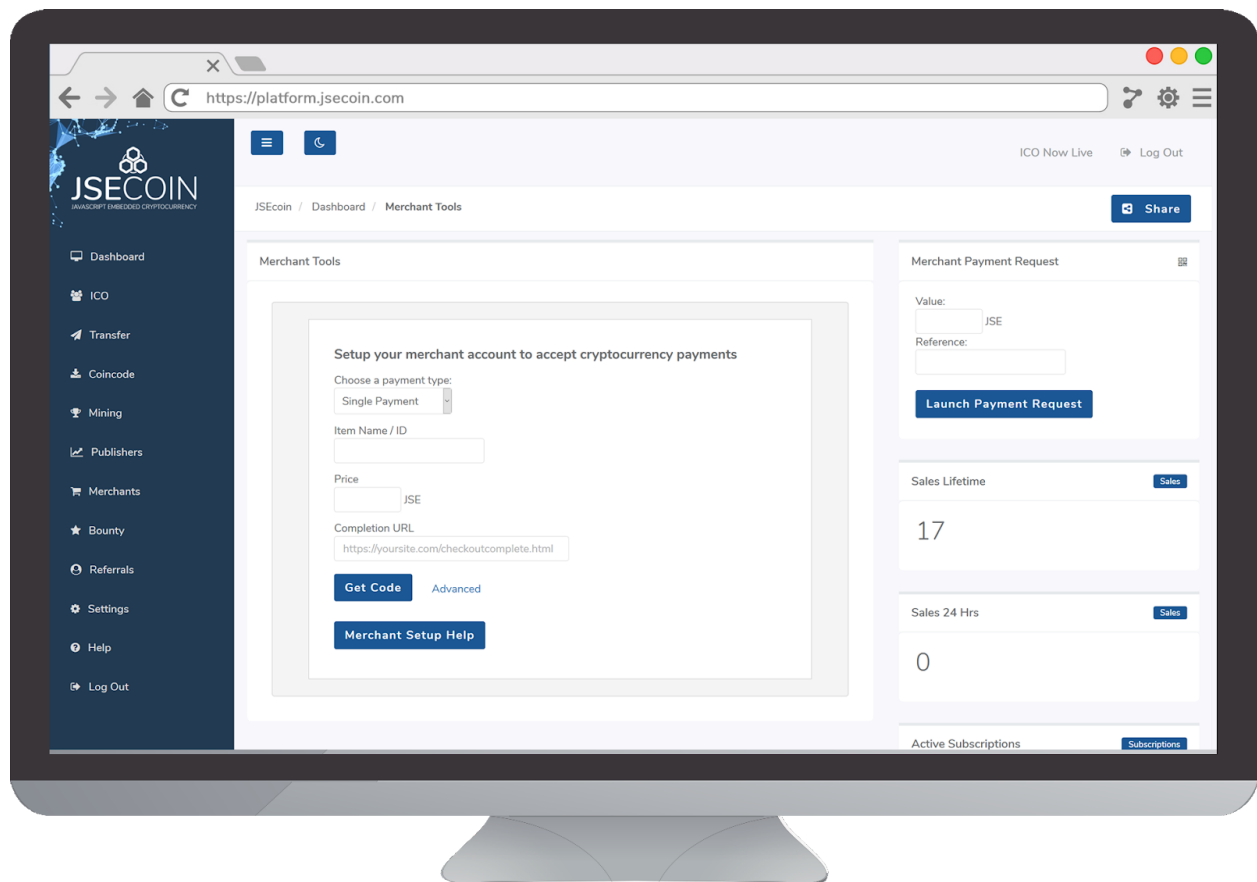 https://platform.jsecoin.com
JSECOIN
JAVASCRIPT EMBEDDED CRYPTOCURRENCY
ICO Now Live
Log Out
JSEcoin / Dashboard / Merchant Tools
Share
Dashboard
ICO
Transfer
Coincode
Mining
Publishers
Merchants
Bounty
Referrals
Settings
Help
Log Out
Merchant Tools
Setup your merchant account to accept cryptocurrency payments
Choose a payment type:
Single Payment
Item Name / ID
Price
JSE
Completion URL
https://yoursite.com/checkoutcomplete.html
Get Code
Advanced
Merchant Setup Help
Merchant Payment Request
Value:
JSE
Reference:
Launch Payment Request
Sales Lifetime
Sales
17
Sales 24 Hrs
Sales
0
Active Subscriptions
Subscriptions